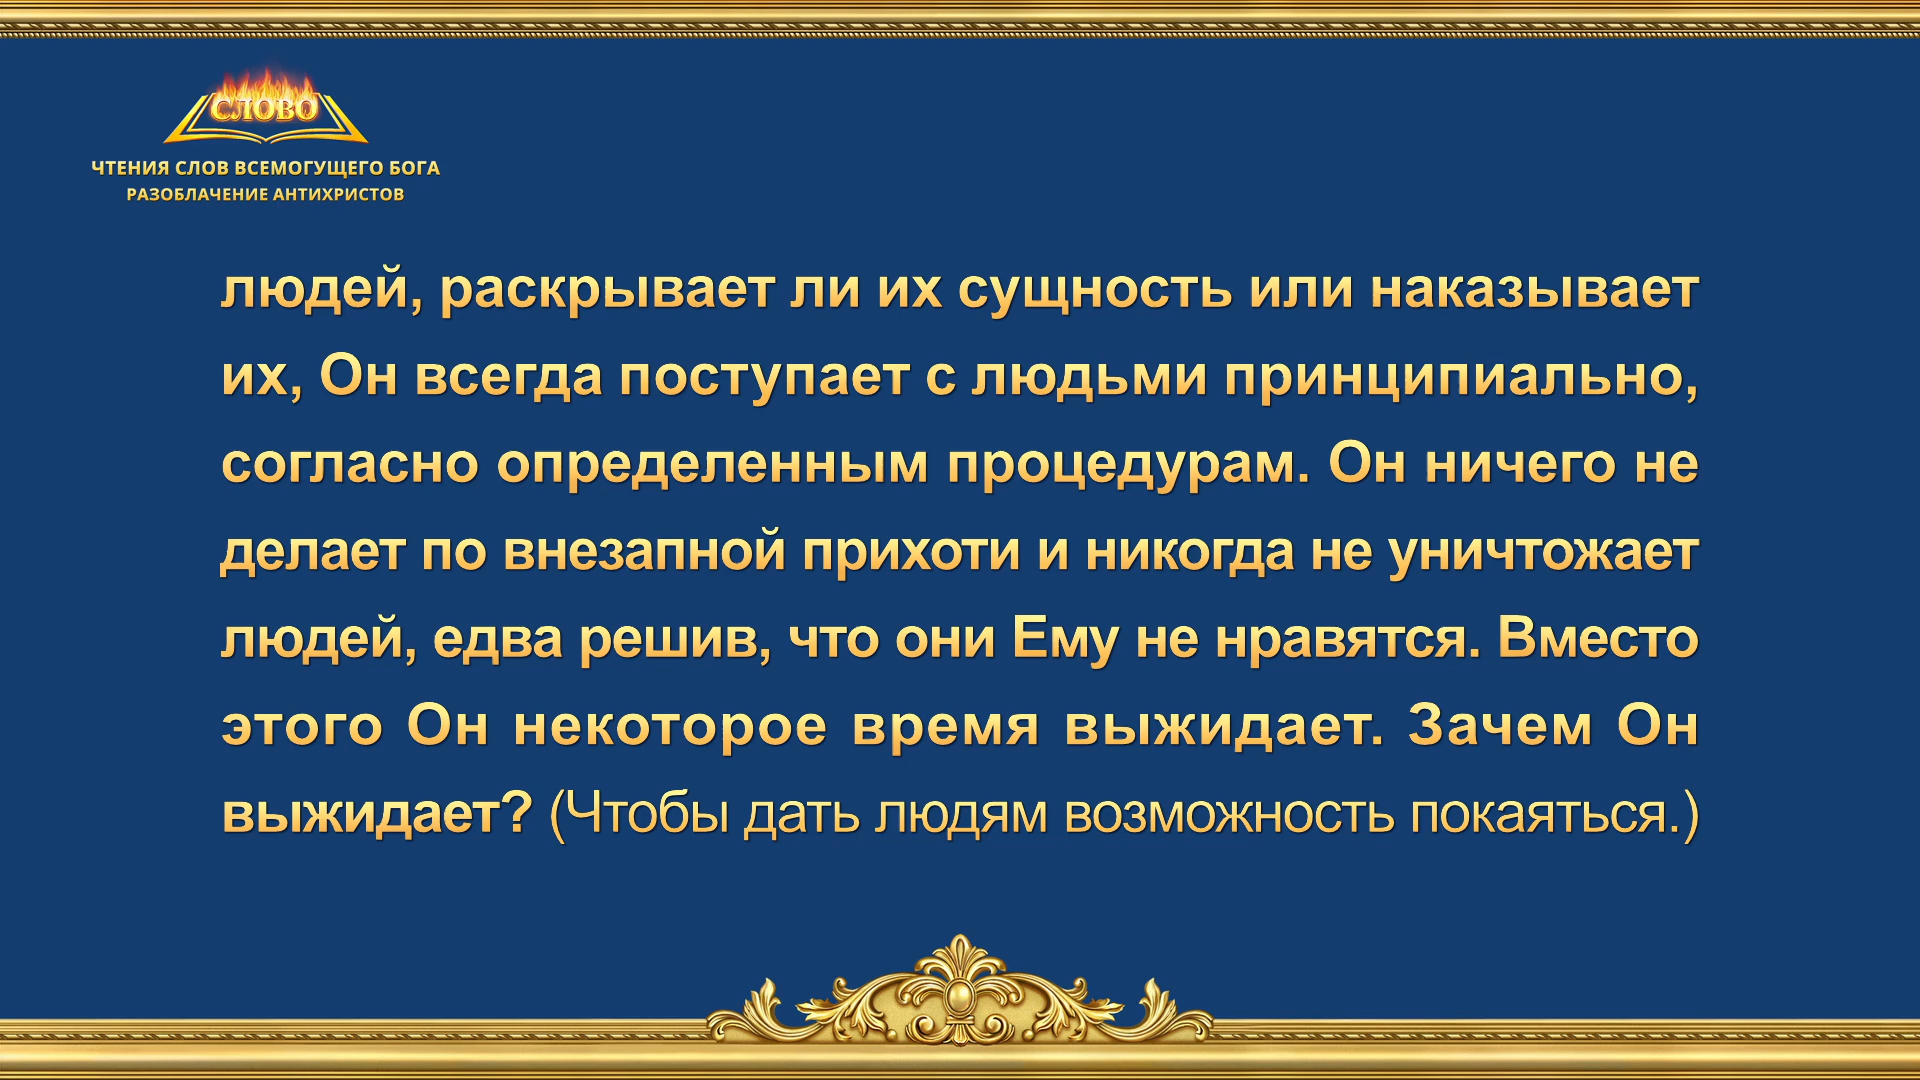 СЛОВО
ЧТЕНИЯ СЛОВ ВСЕМОГУЩЕГО БОГА
РАЗОБЛАЧЕНИЕ АНТИХРИСТОВ
людей, раскрывает ли их сущность или наказывает
их, Он всегда поступает с людьми принципиально,
согласно определенным процедурам. Он ничего не
делает по внезапной прихоти и никогда не уничтожает
людей, едва решив, что они Ему не нравятся. Вместо
этого Он некоторое время выжидает. Зачем Он
выжидает? (Чтобы дать людям возможность покаяться.)